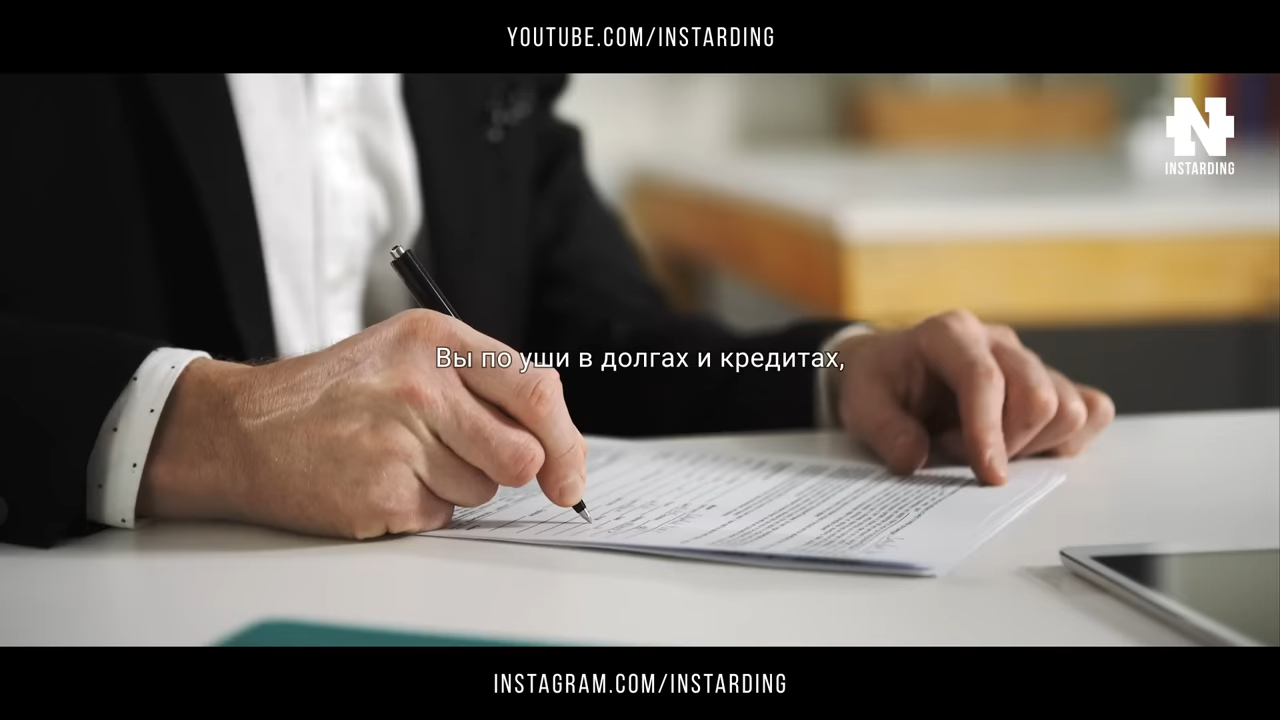 YOUTUBE.COM/INSTARDING
N
INSTARDING
Вы по уши в долгах и кредитах,
INSTAGRAM.COM/INSTARDING